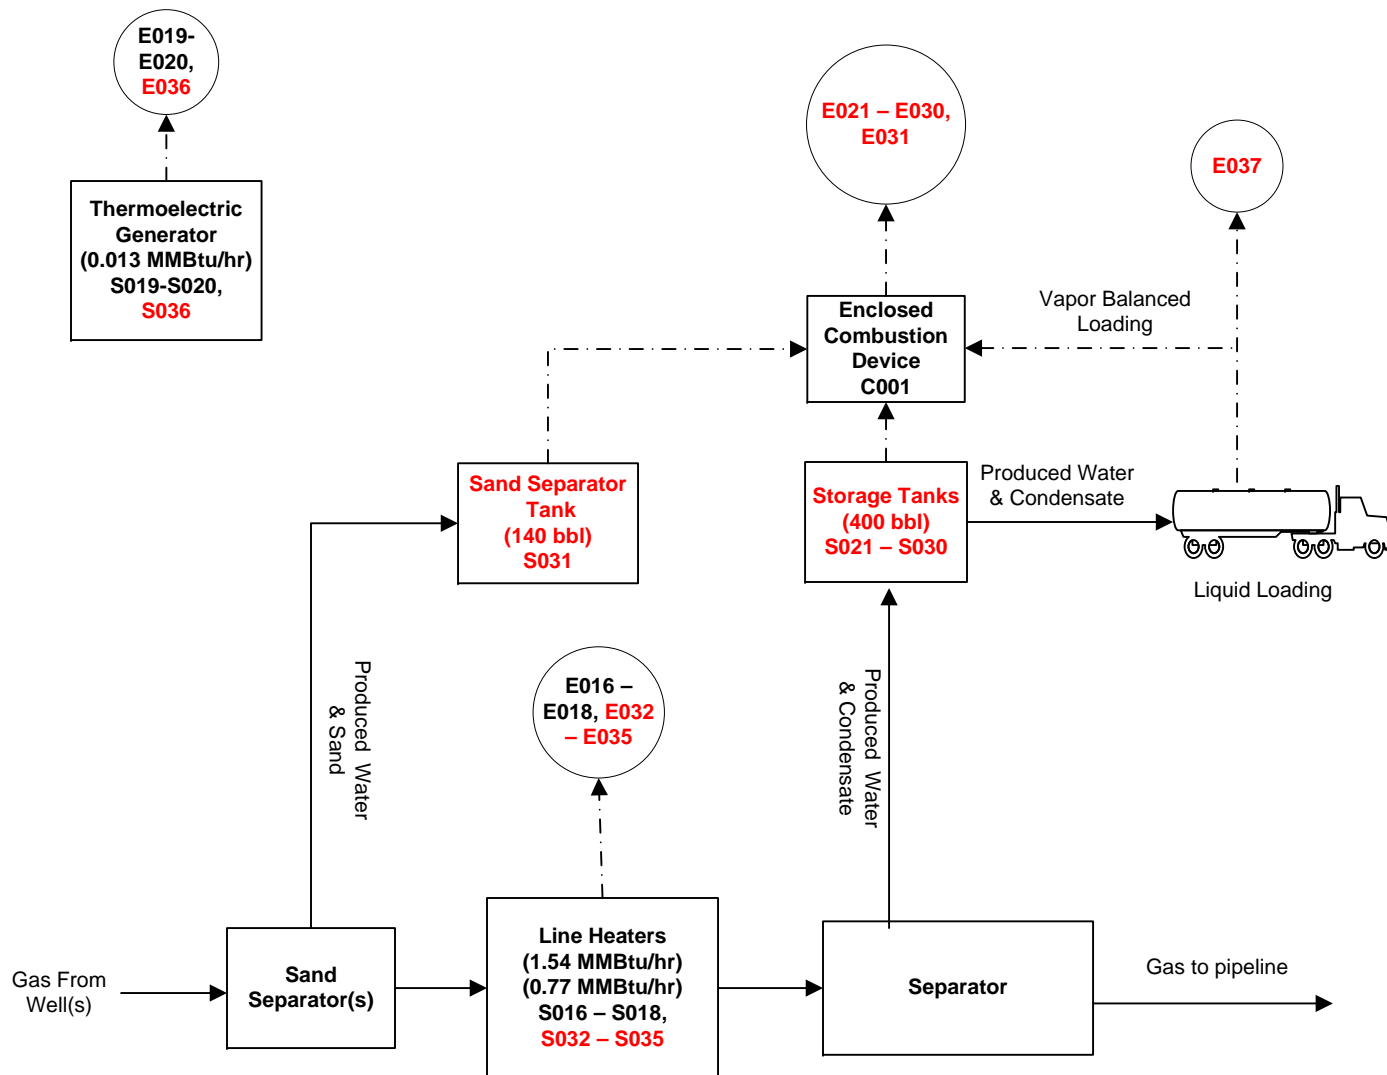 E019-
E020,
E036
Thermoelectric
Generator
(0.013 MMBtu/hr)
S019-S020,
S036
E021 – E030,
E031
E037
Vapor Balanced
Loading
Enclosed
Combustion
Device
C001
Sand Separator
Tank
(140 bbl)
S031
Storage Tanks
(400 bbl)
S021 – S030
Produced Water
& Condensate
Liquid Loading
Produced Water
& Sand
E016 –
E018, E032
– E035
Produced Water
& Condensate
Gas From
Well(s)
Sand
Separator(s)
Line Heaters
(1.54 MMBtu/hr)
(0.77 MMBtu/hr)
S016 – S018,
S032 – S035
Separator
Gas to pipeline